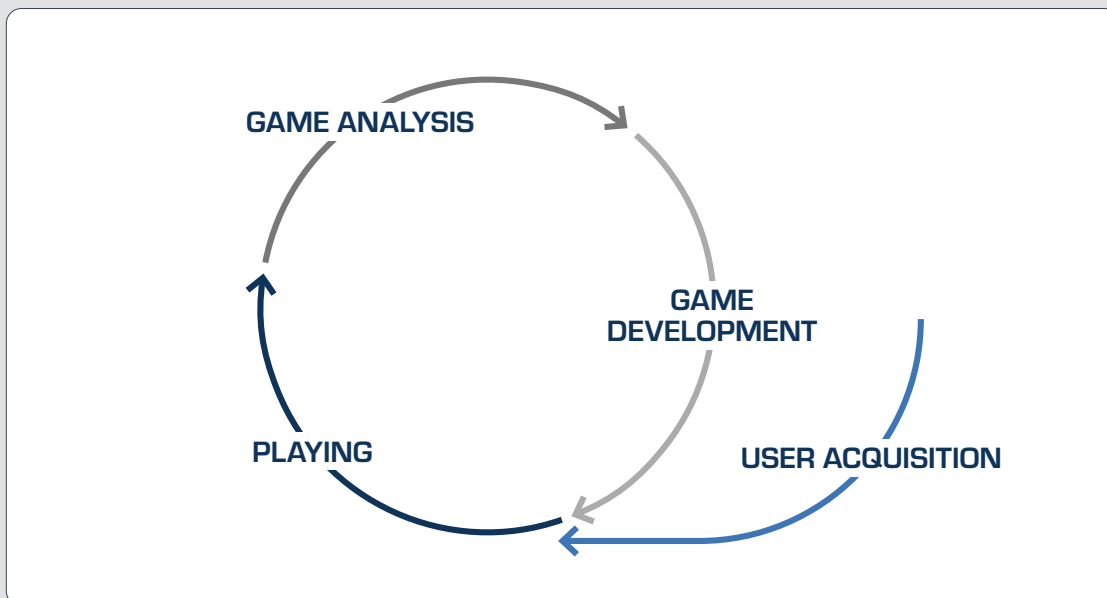 GAME ANALYSIS
GAME
DEVELOPMENT
PLAYING
USER ACQUISITION